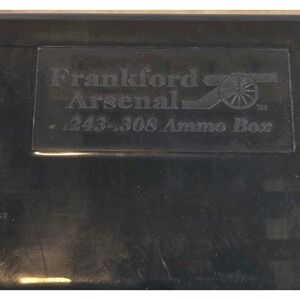 Frankford
Arsenal
.243-.308 Ammo Box